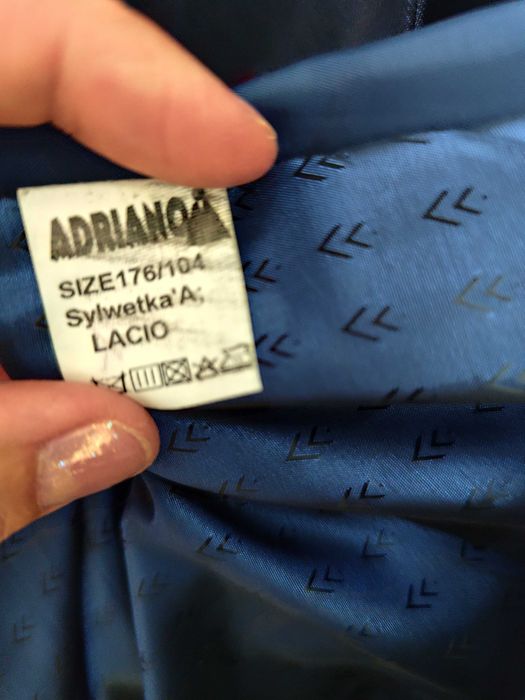 ADRIANO
SIZE176/104
Sylwetka'A;
LACIO